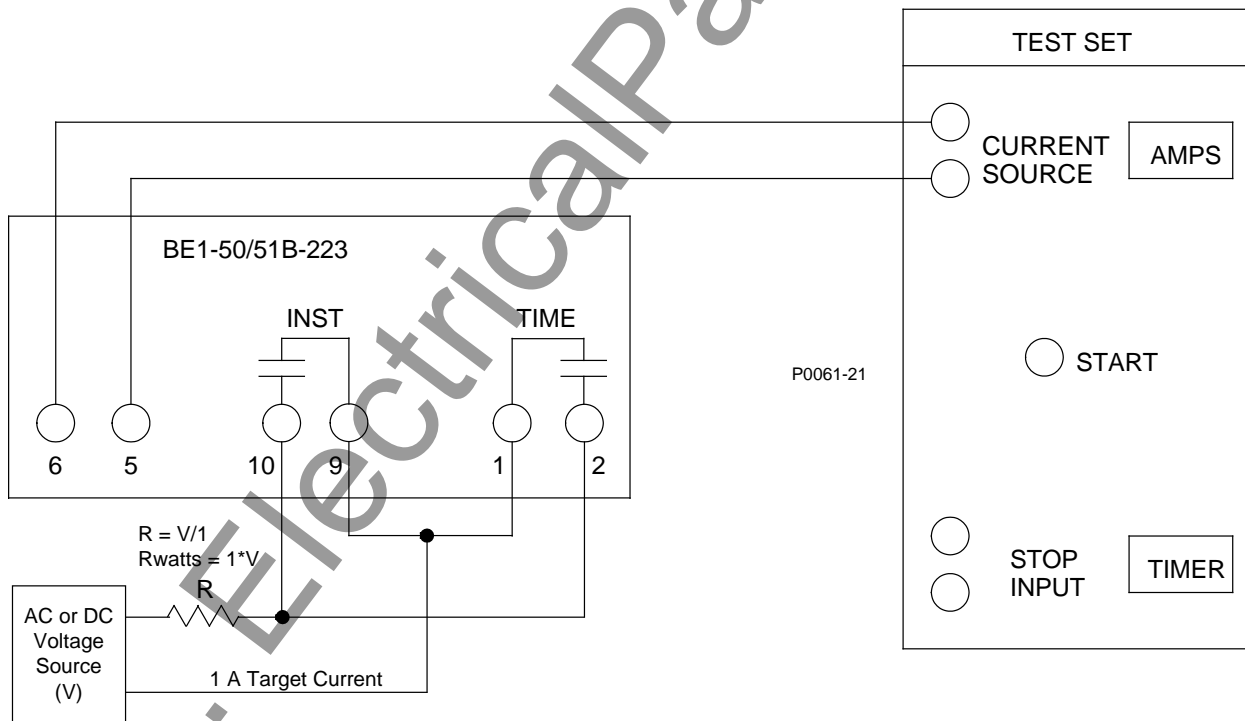 TEST SET
CURRENT
SOURCE
AMPS
BE1-50/51B-223
INST
TIME
P0061-21
START
6
5
10
9
1
2
R = V/1
Rwatts = 1*V
R
STOP
INPUT
TIMER
AC or DC
Voltage
Source
(V)
1 A Target Current